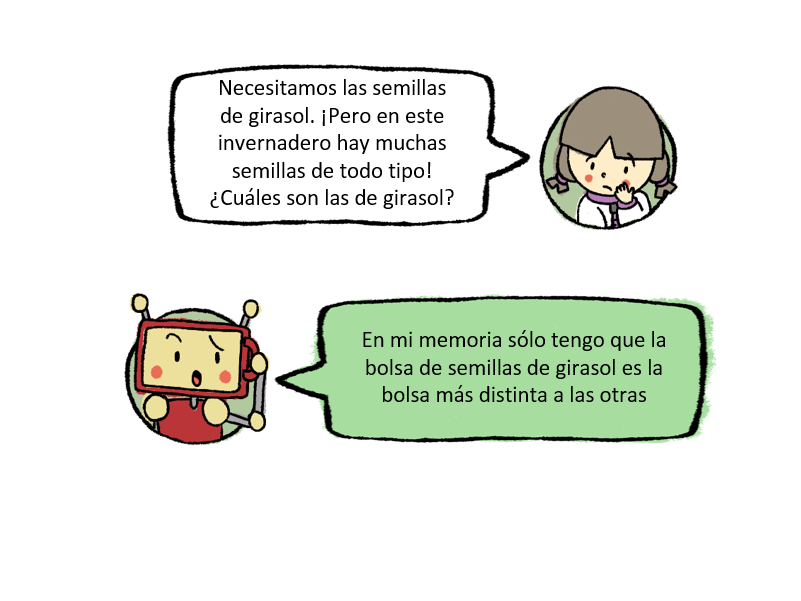 Necesitamos las semillas
de girasol. ¡Pero en este
invernadero hay muchas
semillas de todo tipo!
¿Cuáles son las de girasol?
En mi memoria sólo tengo que la
bolsa de semillas de girasol es la
bolsa más distinta a las otras